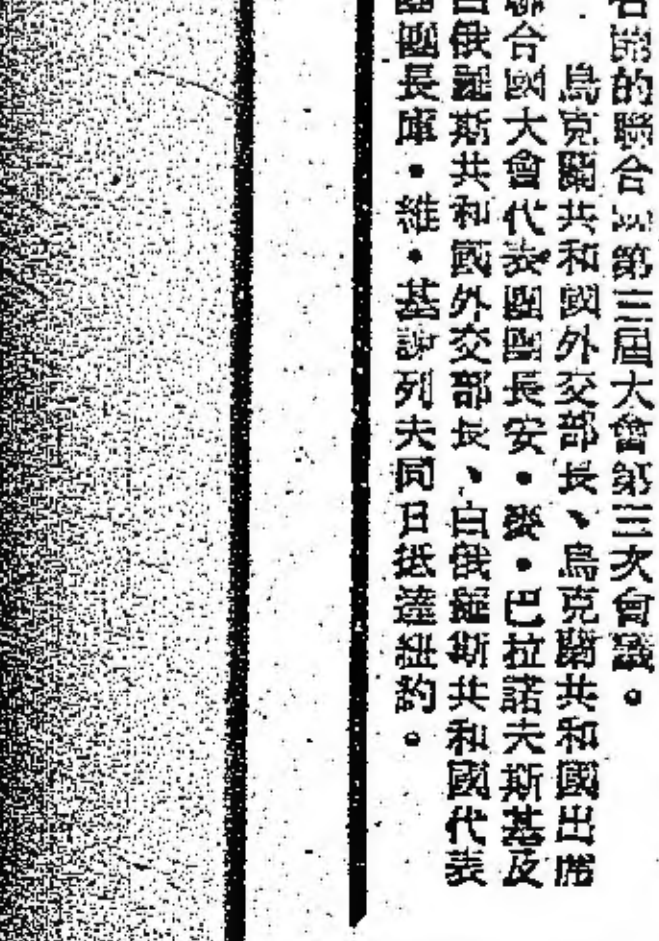 召開的聯合國第三屆大會第三次會議。
烏克蘭共和國外交部長、烏克蘭共和國出席
聯合國大會代表團團長安・麥・巴拉諾夫斯基及
白俄羅斯共和國外交部長、白俄羅斯共和國代表
團團長庫・維・基謝列夫同日抵達紐約。